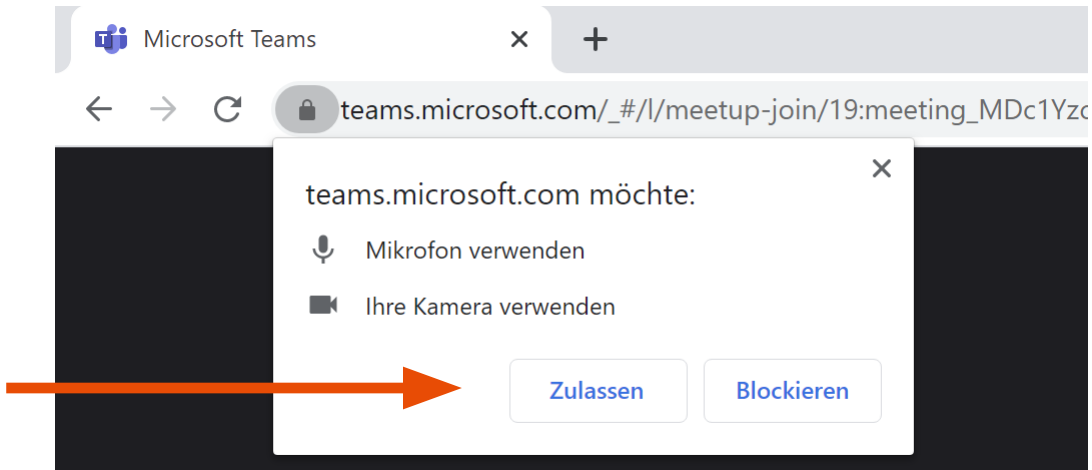 Microsoft Teams
teams.microsoft.com/_#/l/meetup-join/19:meeting_MDc1Yzc
teams.microsoft.com möchte:
Mikrofon verwenden
Ihre Kamera verwenden
Zulassen Blockieren